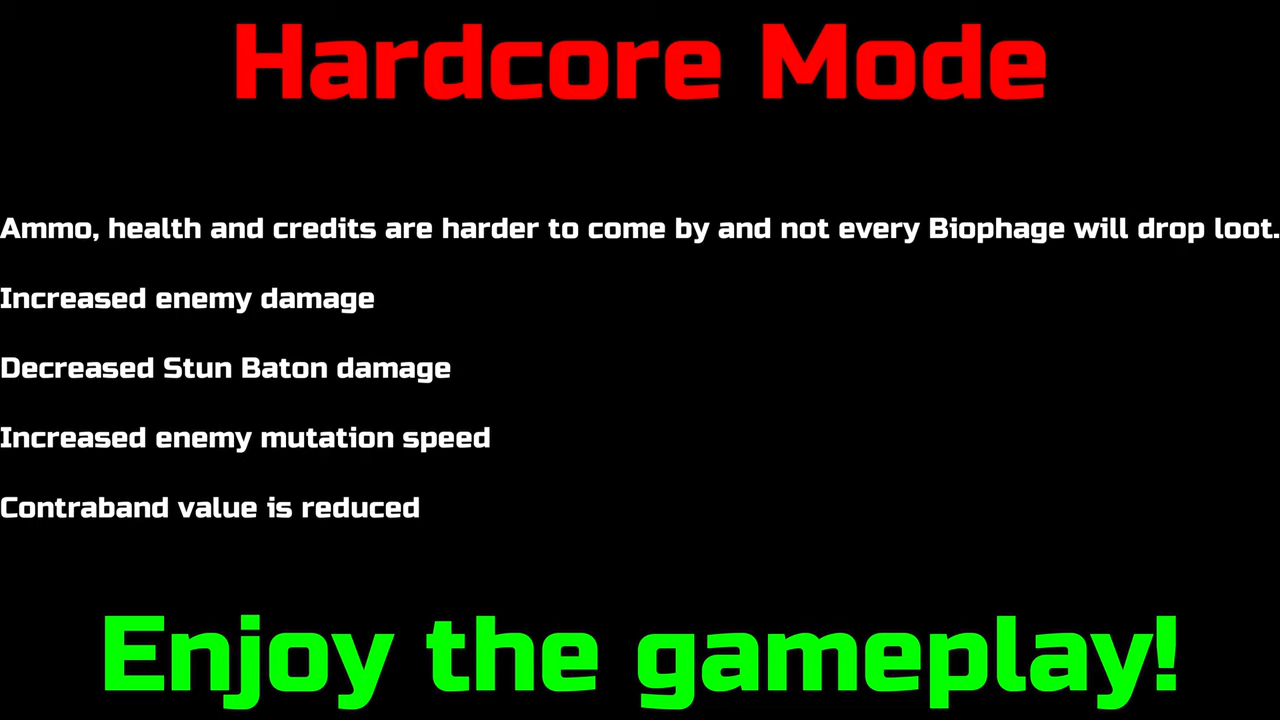 Hardcore Mode
Ammo, health and credits are harder to come by and not every Biophage will drop loot.
Increased enemy damage
Decreased Stun Baton damage
Increased enemy mutation speed
Contraband value is reduced
Enjoy the gameplay!